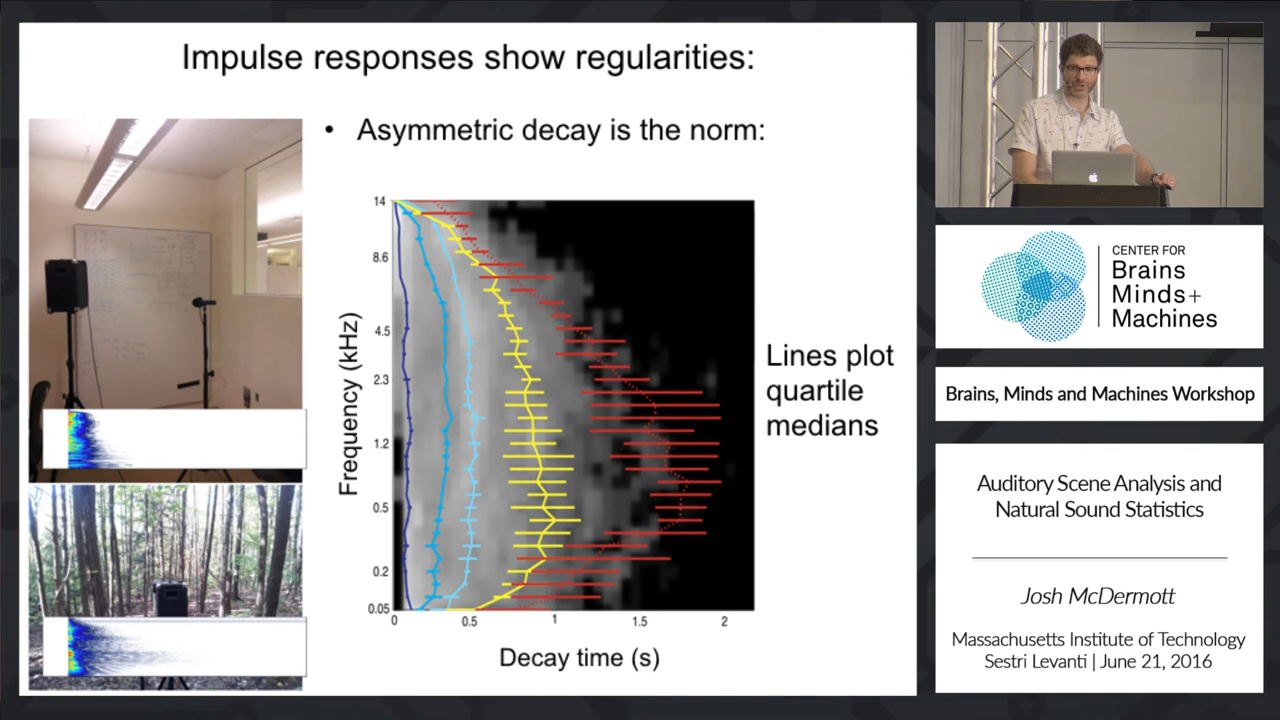 Impulse responses show regularities:
• Asymmetric decay is the norm:
14
8.6
4.5
2.3
1.2
0.5
0.2
0.05
Frequency (kHz)
0 0.5 1 1.5 2
Decay time (s)
Lines plot
quartile
medians
CENTER FOR
Brains
Minds+
Machines
Brains, Minds and Machines Workshop
Auditory Scene Analysis and
Natural Sound Statistics
Josh McDermott
Massachusetts Institute of Technology
Sestri Levanti | June 21, 2016